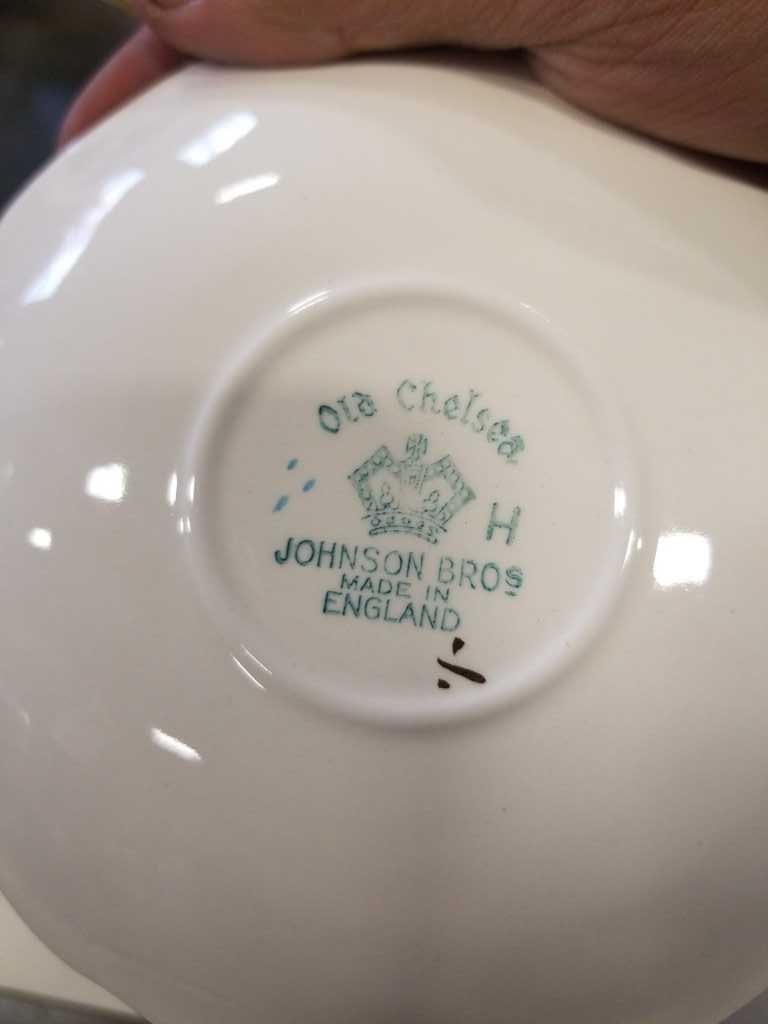 Old Chelsea
H
JOHNSON BROS
MADE IN
ENGLAND